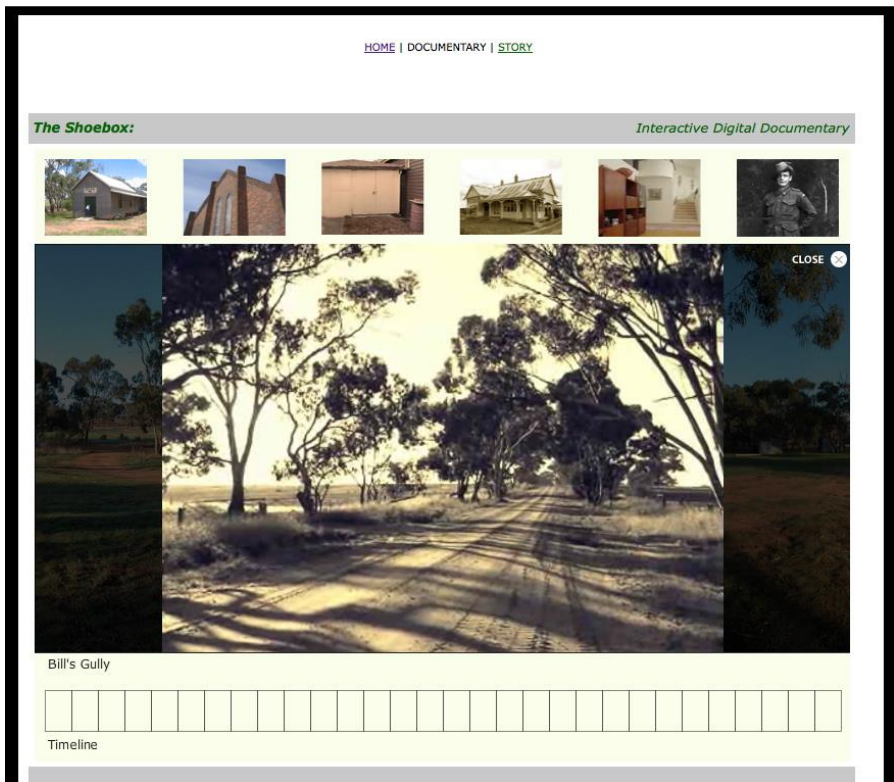 HOME | DOCUMENTARY | STORY
The Shoebox: Interactive Digital Documentary
CLOSE
Bill's Gully
Timeline